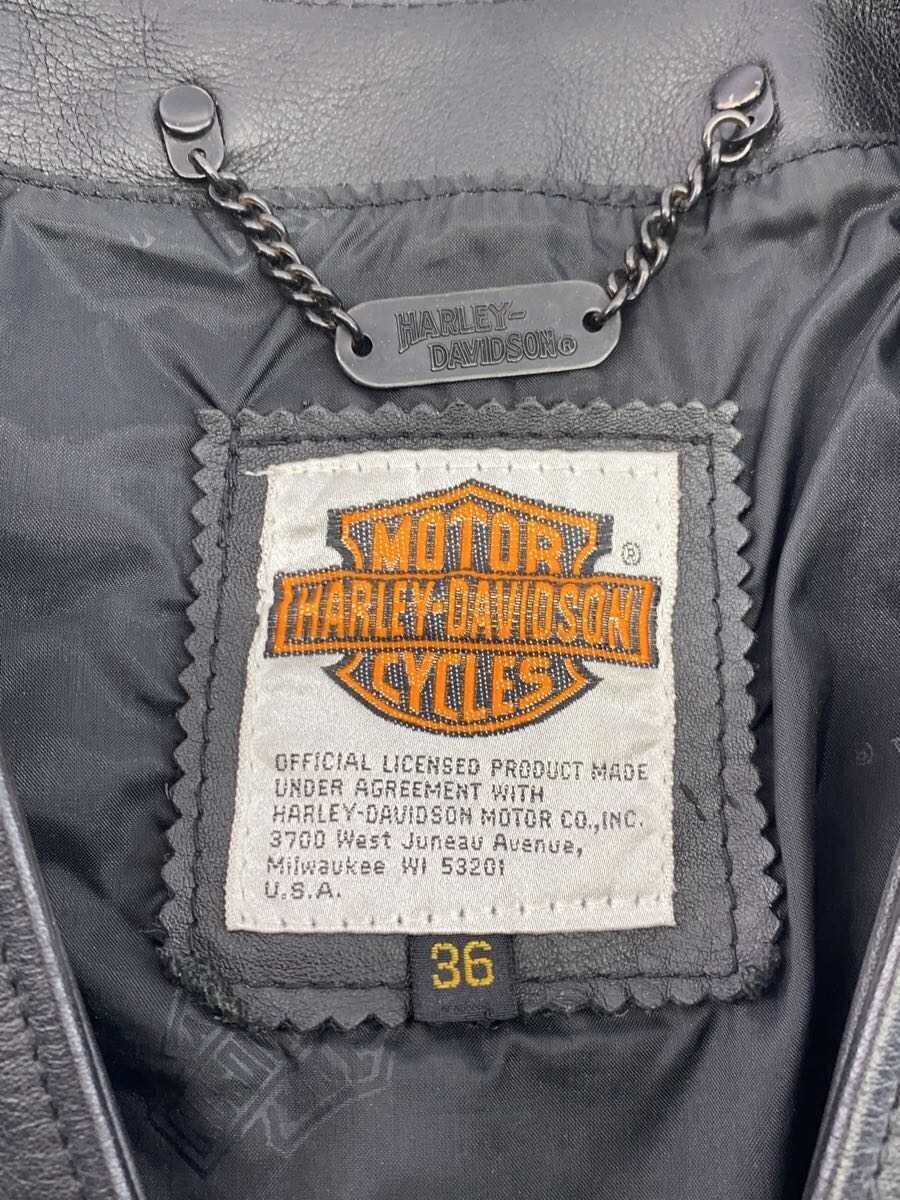 HARLEY-
DAVIDSON®
MOTOR
®
HARLEY-DAVIDSON
CYCLES
OFFICIAL LICENSED PRODUCT MADE
UNDER AGREEMENT WITH
HARLEY-DAVIDSON MOTOR CO.,INC.
3700 West Juneau Avenue,
Milwaukee WI 53201
U.S.A.
36